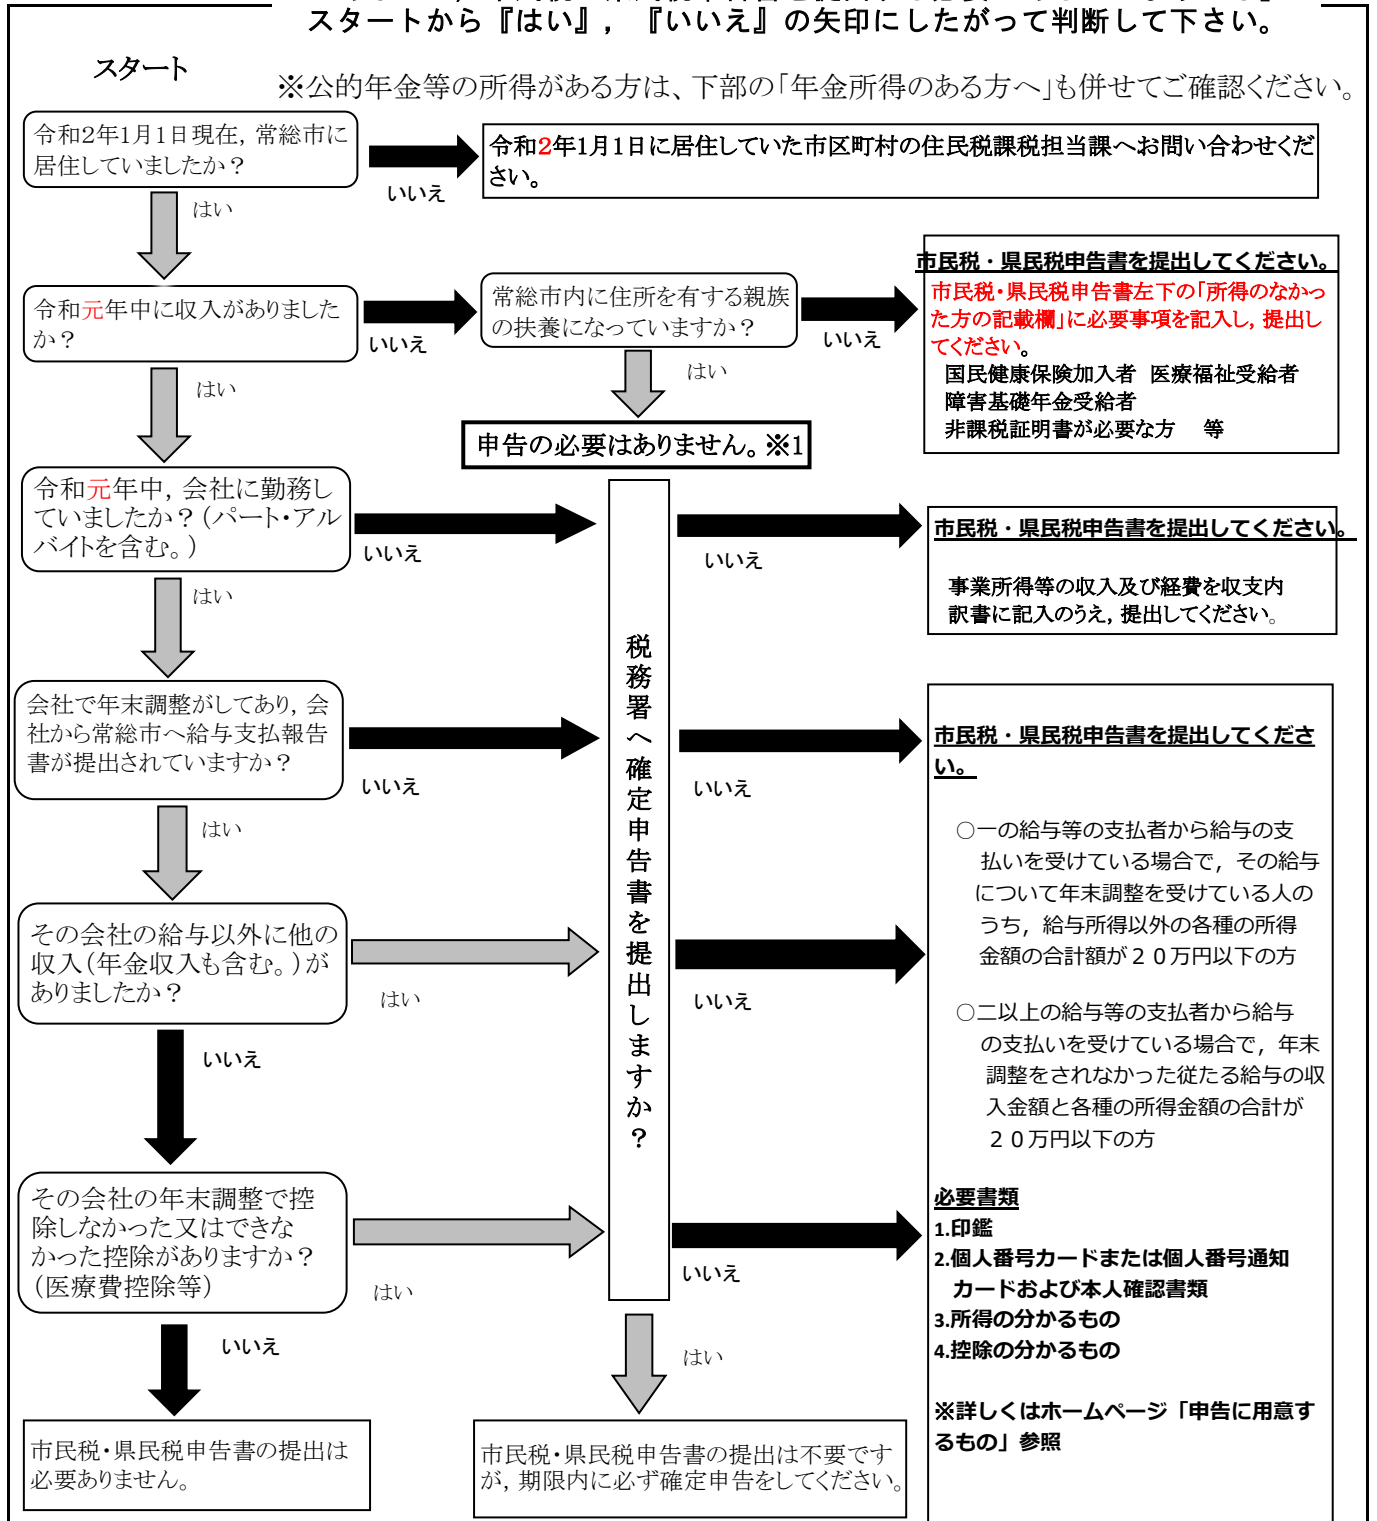 スタートから『はい』，『いいえ』の矢印にしたがって判断して下さい。
スタート
※公的年金等の所得がある方は、下部の「年金所得のある方へ」も併せてご確認ください。
令和2年1月1日現在，常総市に
居住していましたか？
いいえ
令和2年1月1日に居住していた市区町村の住民税課税担当課へお問い合わせくだ
さい。
はい
令和元年中に収入がありました
か？
いいえ
常総市内に住所を有する親族
の扶養になっていますか？
いいえ
市民税・県民税申告書を提出してください。
市民税・県民税申告書左下の「所得のなかっ
た方の記載欄」に必要事項を記入し，提出し
てください。
国民健康保険加入者　医療福祉受給者
障害基礎年金受給者
非課税証明書が必要な方　等
はい
はい
申告の必要はありません。※1
令和元年中，会社に勤務し
ていましたか？（パート・アル
バイトを含む。）
いいえ
税務署へ確定申告書を提出しますか？
いいえ
市民税・県民税申告書を提出してください。
事業所得等の収入及び経費を収支内
訳書に記入のうえ，提出してください。
はい
会社で年末調整がしてあり，会
社から常総市へ給与支払報告
書が提出されていますか？
いいえ
いいえ
市民税・県民税申告書を提出してくださ
い。
○一の給与等の支払者から給与の支
払いを受けている場合で，その給与
について年末調整を受けている人の
うち，給与所得以外の各種の所得
金額の合計額が２０万円以下の方
○二以上の給与等の支払者から給与
の支払いを受けている場合で，年末
調整をされなかった従たる給与の収
入金額と各種の所得金額の合計が
２０万円以下の方
必要書類
1.印鑑
2.個人番号カードまたは個人番号通知
カードおよび本人確認書類
3.所得の分かるもの
4.控除の分かるもの
※詳しくはホームページ「申告に用意す
るもの」参照
はい
その会社の給与以外に他の
収入（年金収入も含む。）が
ありましたか？
はい
いいえ
いいえ
その会社の年末調整で控
除しなかった又はできな
かった控除がありますか？
（医療費控除等）
はい
いいえ
いいえ
はい
市民税・県民税申告書の提出は
必要ありません。
市民税・県民税申告書の提出は不要です
が，期限内に必ず確定申告をしてください。